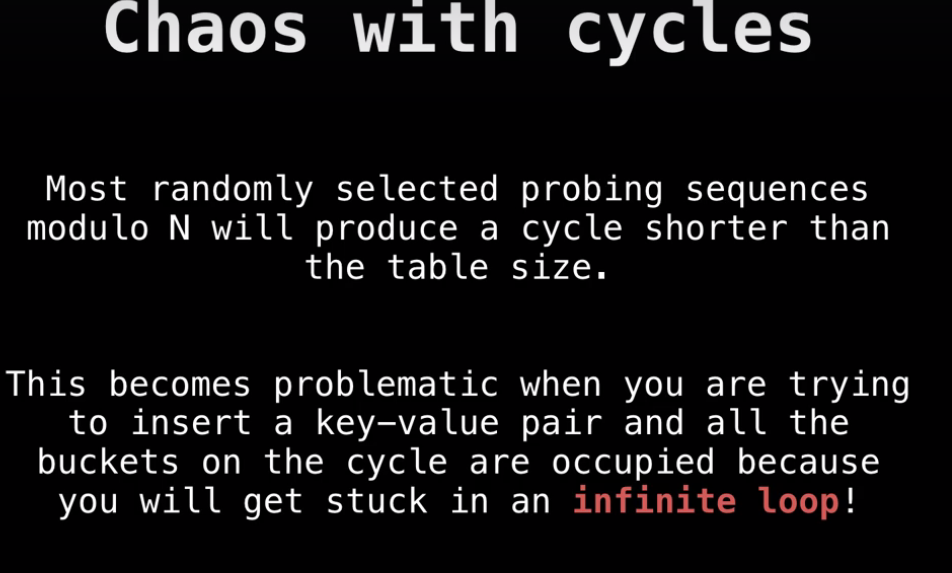 Chaos with cycles
Most randomly selected probing sequences
modulo N will produce a cycle shorter than
the table size.
This becomes problematic when you are trying
to insert a key-value pair and all the
buckets on the cycle are occupied because
you will get stuck in an infinite loop!